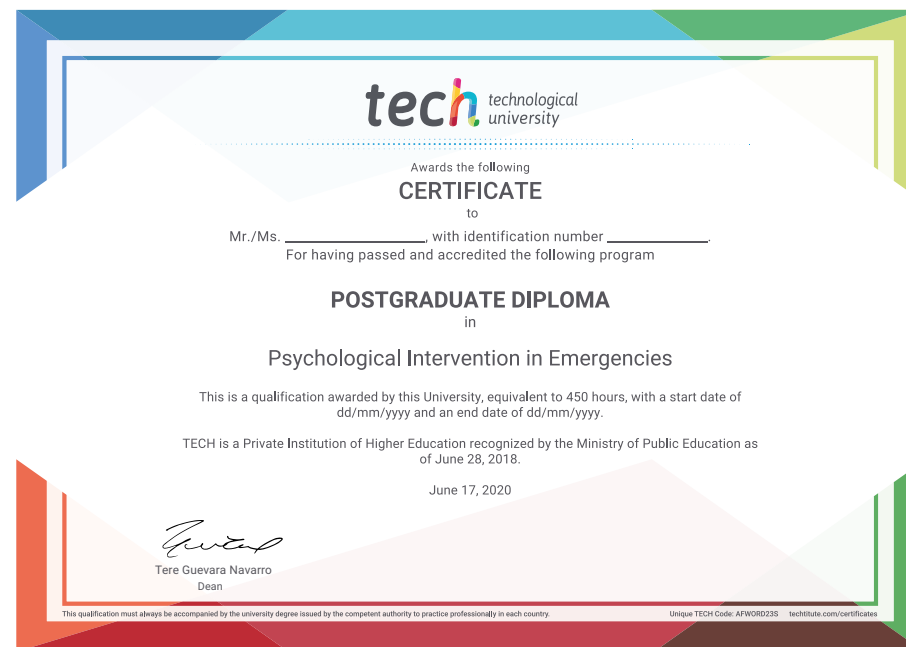 tech technological
university
Awards the following
CERTIFICATE
to
Mr./Ms. ____________________, with identification number ______________.
For having passed and accredited the following program
POSTGRADUATE DIPLOMA
in
Psychological Intervention in Emergencies
This is a qualification awarded by this University, equivalent to 450 hours, with a start date of
dd/mm/yyyy and an end date of dd/mm/yyyy.
TECH is a Private Institution of Higher Education recognized by the Ministry of Public Education as
of June 28, 2018.
June 17, 2020
Tere Guevara Navarro
Dean
This qualification must always be accompanied by the university degree issued by the competent authority to practice professionally in each country. Unique TECH Code: AFWORD23S techtitute.com/certificates